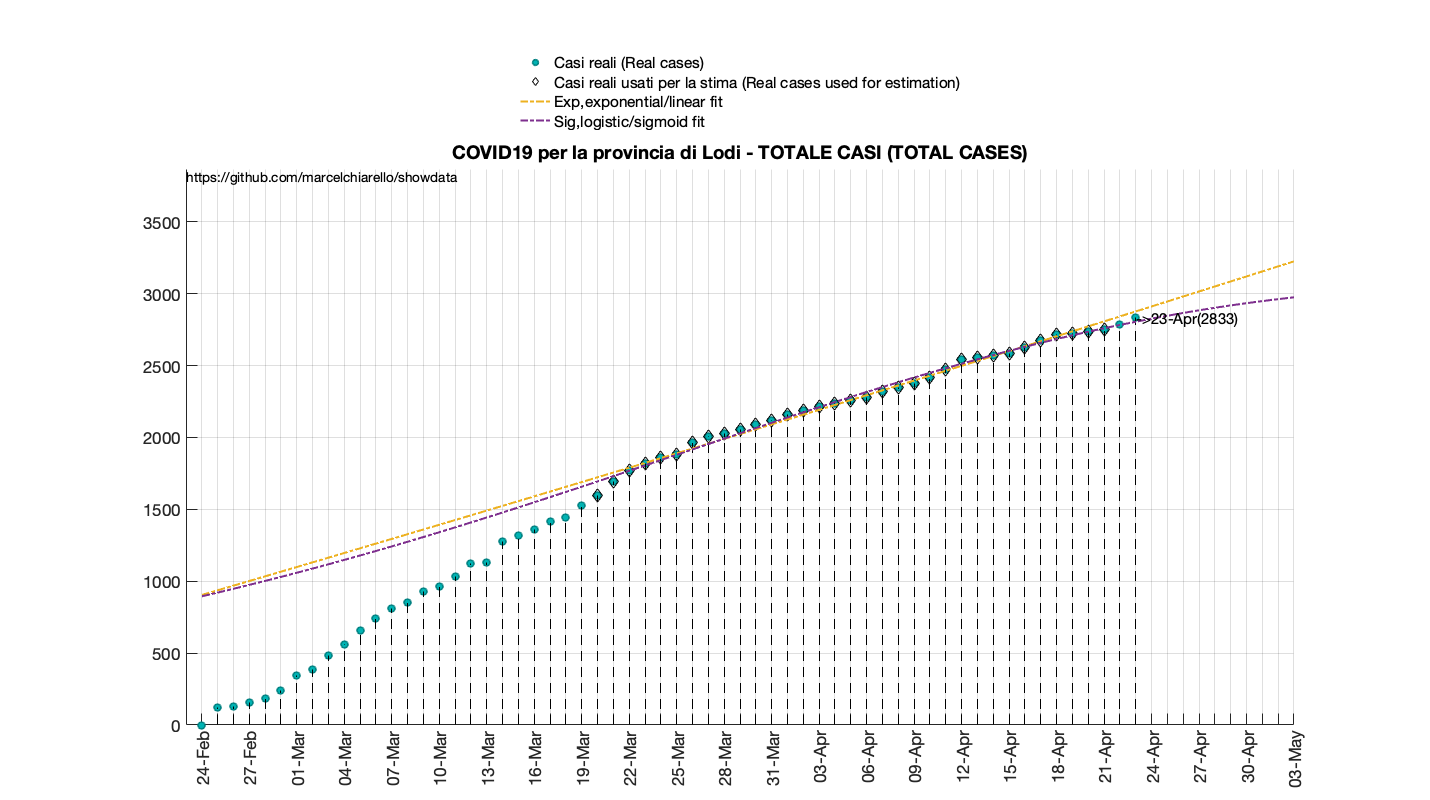 Casi reali (Real cases)
Casi reali usati per la stima (Real cases used for estimation)
Exp,exponential/linear fit
Sig,logistic/sigmoid fit
COVID19 per la provincia di Lodi - TOTALE CASI (TOTAL CASES)
https://github.com/marcelchiarello/showdata
3500
3000
2500
2000
1500
1000
500
0
->23-Apr(2833)
24-Feb
27-Feb
01-Mar
04-Mar
07-Mar
10-Mar
13-Mar
16-Mar
19-Mar
22-Mar
25-Mar
28-Mar
31-Mar
03-Apr
06-Apr
09-Apr
12-Apr
15-Apr
18-Apr
21-Apr
24-Apr
27-Apr
30-Apr
03-May